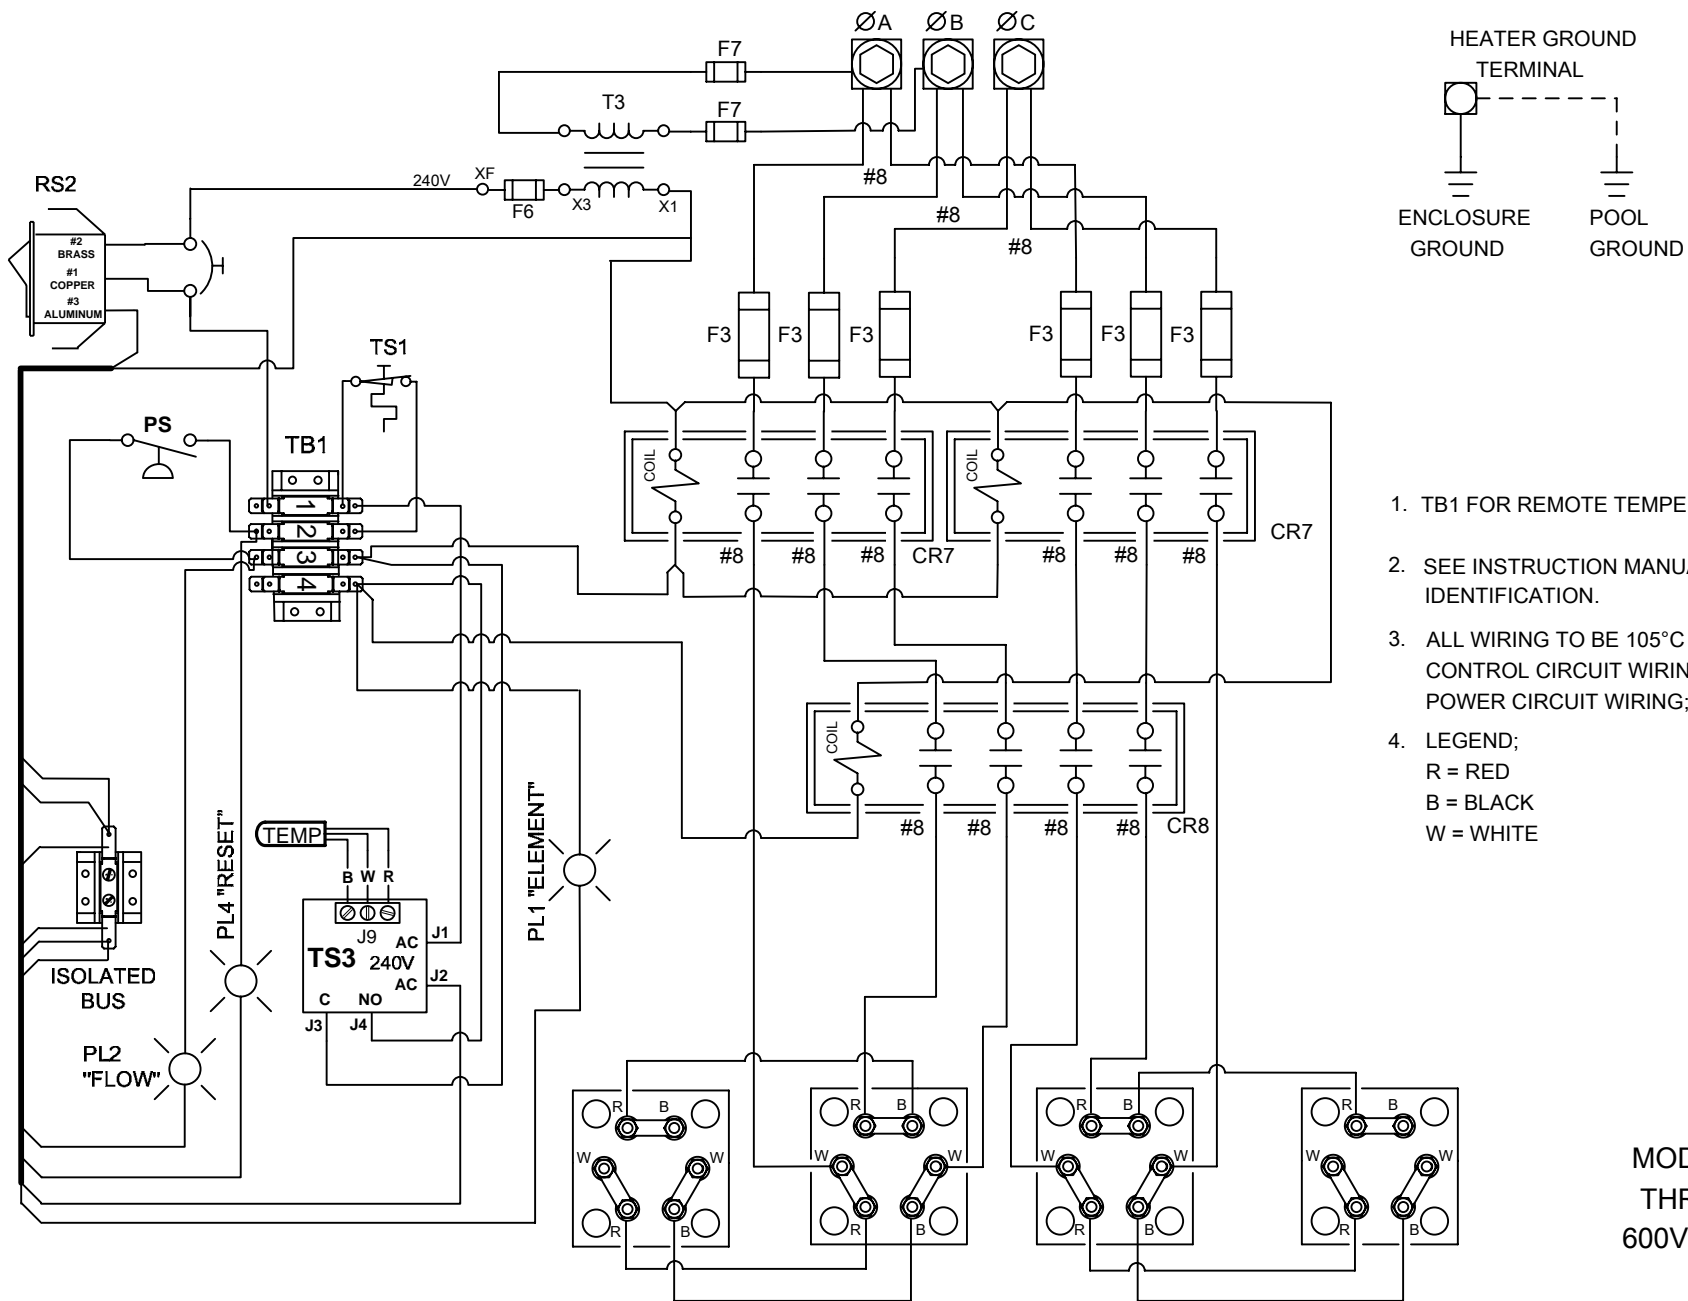 ØA
ØB
ØC
F7
F7
T3
240V
XF
F6
X3
X1
#8
#8
#8
HEATER GROUND
TERMINAL
ENCLOSURE
GROUND
POOL
GROUND
RS2
#2
BRASS
#1
COPPER
#3
ALUMINUM
TS1
PS
TB1
1
2
3
4
F3
F3
F3
F3
F3
F3
COIL
COIL
#8
#8
#8
CR7
#8
#8
#8
CR7
COIL
#8
#8
#8
#8
CR8
1. TB1 FOR REMOTE TEMPE
2. SEE INSTRUCTION MANUA
IDENTIFICATION.
3. ALL WIRING TO BE 105°C
CONTROL CIRCUIT WIRIN
POWER CIRCUIT WIRING;
4. LEGEND;
R = RED
B = BLACK
W = WHITE
ISOLATED
BUS
PL4 "RESET"
PL2
"FLOW"
TEMP
B W R
J9
TS3
240V
AC
J1
AC
J2
C
NO
J3
J4
PL1 "ELEMENT"
R
B
W
W
R
B
R
B
W
W
R
B
R
B
W
W
R
B
R
B
W
W
R
B
MOD
THR
600V